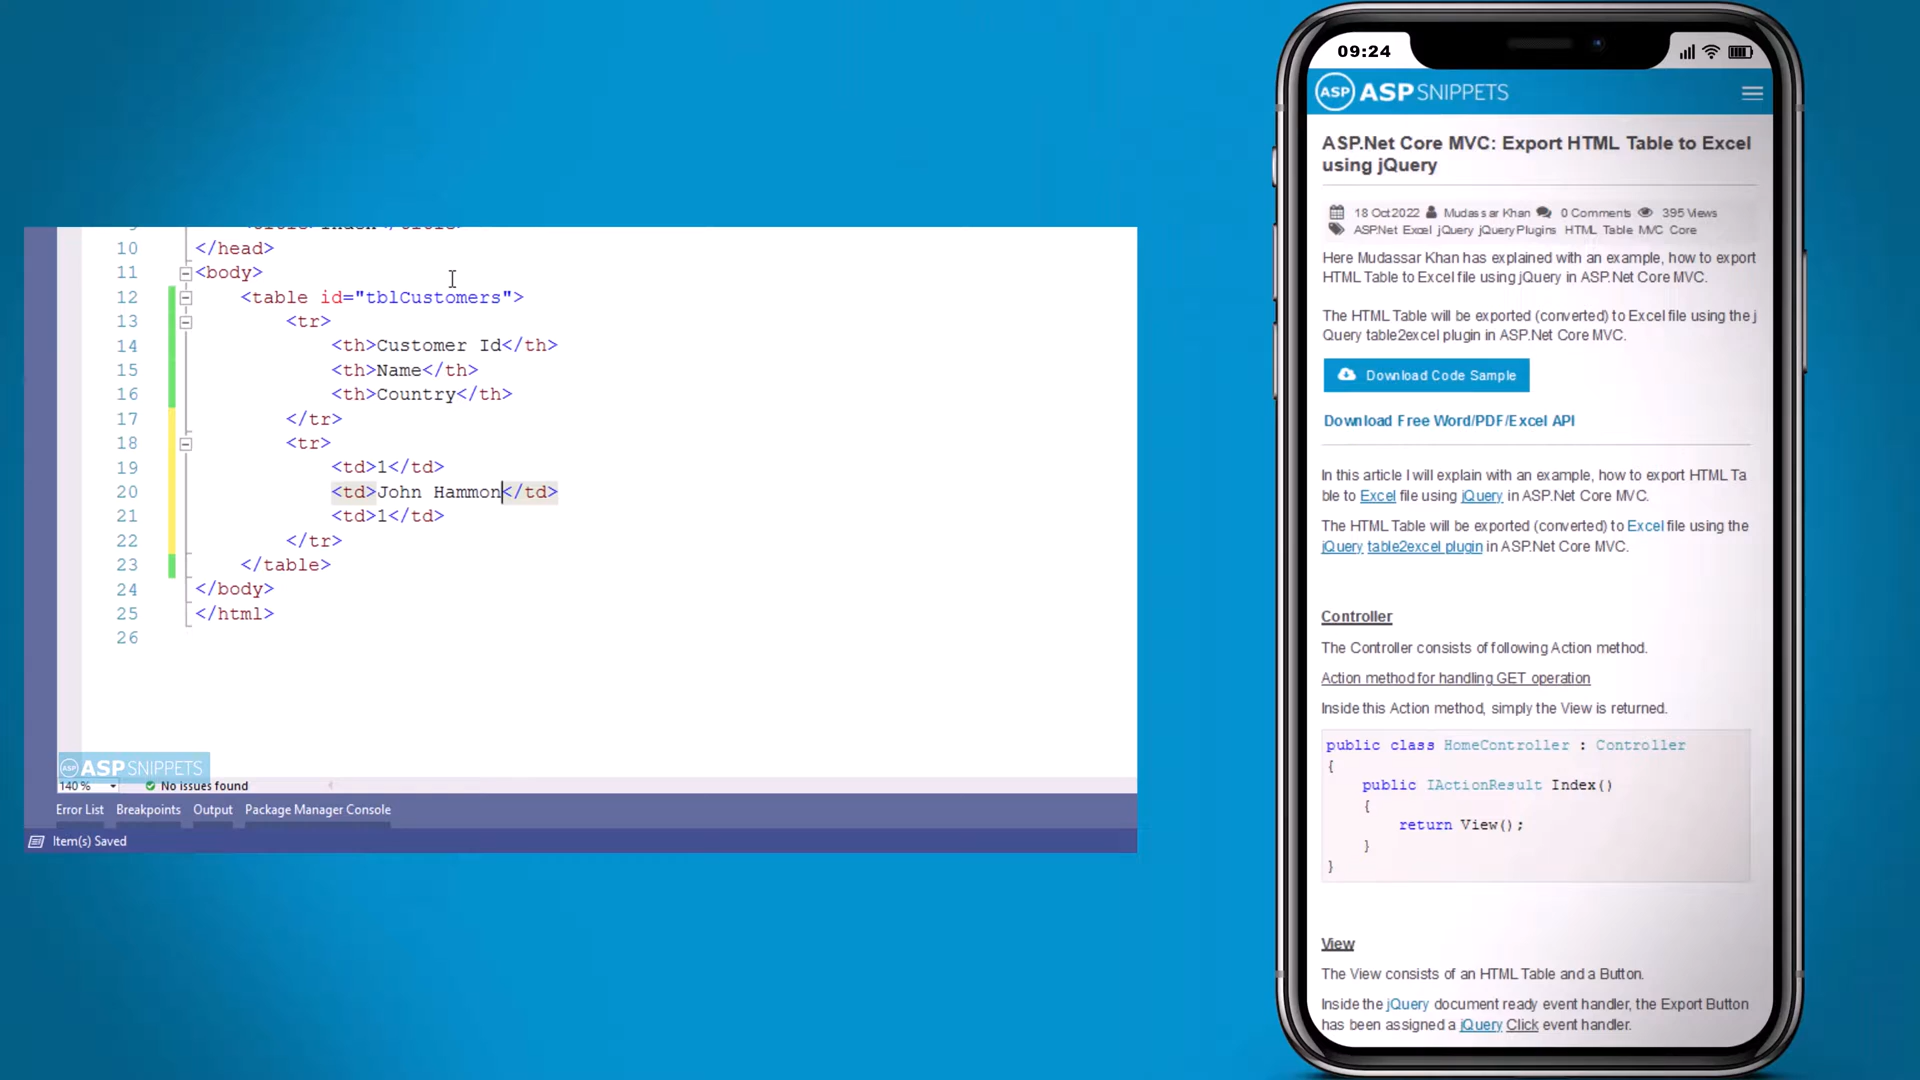 10 </head>
11 <body>
12 <table id="tblCustomers">
13 <tr>
14 <th>Customer Id</th>
15 <th>Name</th>
16 <th>Country</th>
17 </tr>
18 <tr>
19 <td>1</td>
20 <td>John Hammon</td>
21 <td>1</td>
22 </tr>
23 </table>
24 </body>
25 </html>
26
ASP ASPSNIPPETS
140 % No issues found
Error List Breakpoints Output Package Manager Console
Item(s) Saved
09:24
ASP ASPSNIPPETS
ASP.Net Core MVC: Export HTML Table to Excel
using jQuery
18 Oct 2022 Mudassar Khan 0 Comments 395 Views
ASP.Net Excel jQuery jQuery Plugins HTML Table MVC Core
Here Mudassar Khan has explained with an example, how to export
HTML Table to Excel file using jQuery in ASP.Net Core MVC.
The HTML Table will be exported (converted) to Excel file using the j
Query table2excel plugin in ASP.Net Core MVC.
Download Code Sample
Download Free Word/PDF/Excel API
In this article I will explain with an example, how to export HTML Ta
ble to Excel file using jQuery in ASP.Net Core MVC.
The HTML Table will be exported (converted) to Excel file using the
jQuery table2excel plugin in ASP.Net Core MVC.
Controller
The Controller consists of following Action method.
Action method for handling GET operation
Inside this Action method, simply the View is returned.
public class HomeController : Controller
{
public IActionResult Index()
{
return View();
}
}
View
The View consists of an HTML Table and a Button.
Inside the jQuery document ready event handler, the Export Button
has been assigned a jQuery Click event handler.